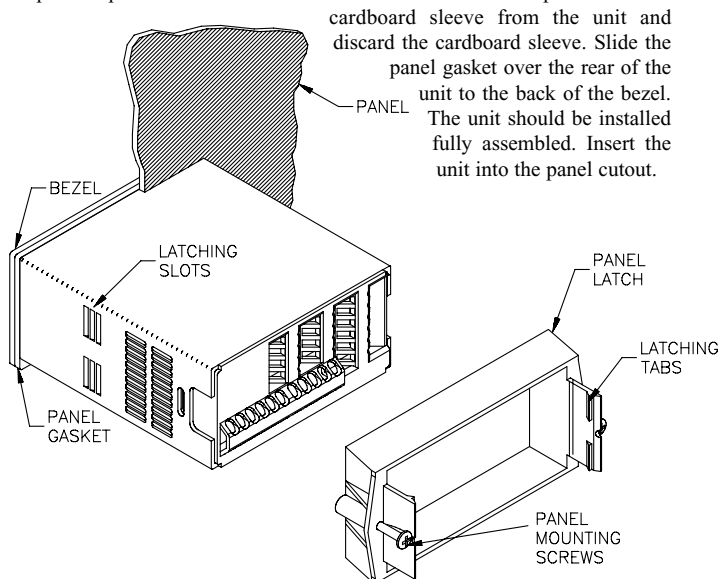 cardboard sleeve from the unit and
discard the cardboard sleeve. Slide the
panel gasket over the rear of the
unit to the back of the bezel.
The unit should be installed
fully assembled. Insert the
unit into the panel cutout.
PANEL
BEZEL
LATCHING
SLOTS
PANEL
GASKET
PANEL
LATCH
LATCHING
TABS
PANEL
MOUNTING
SCREWS